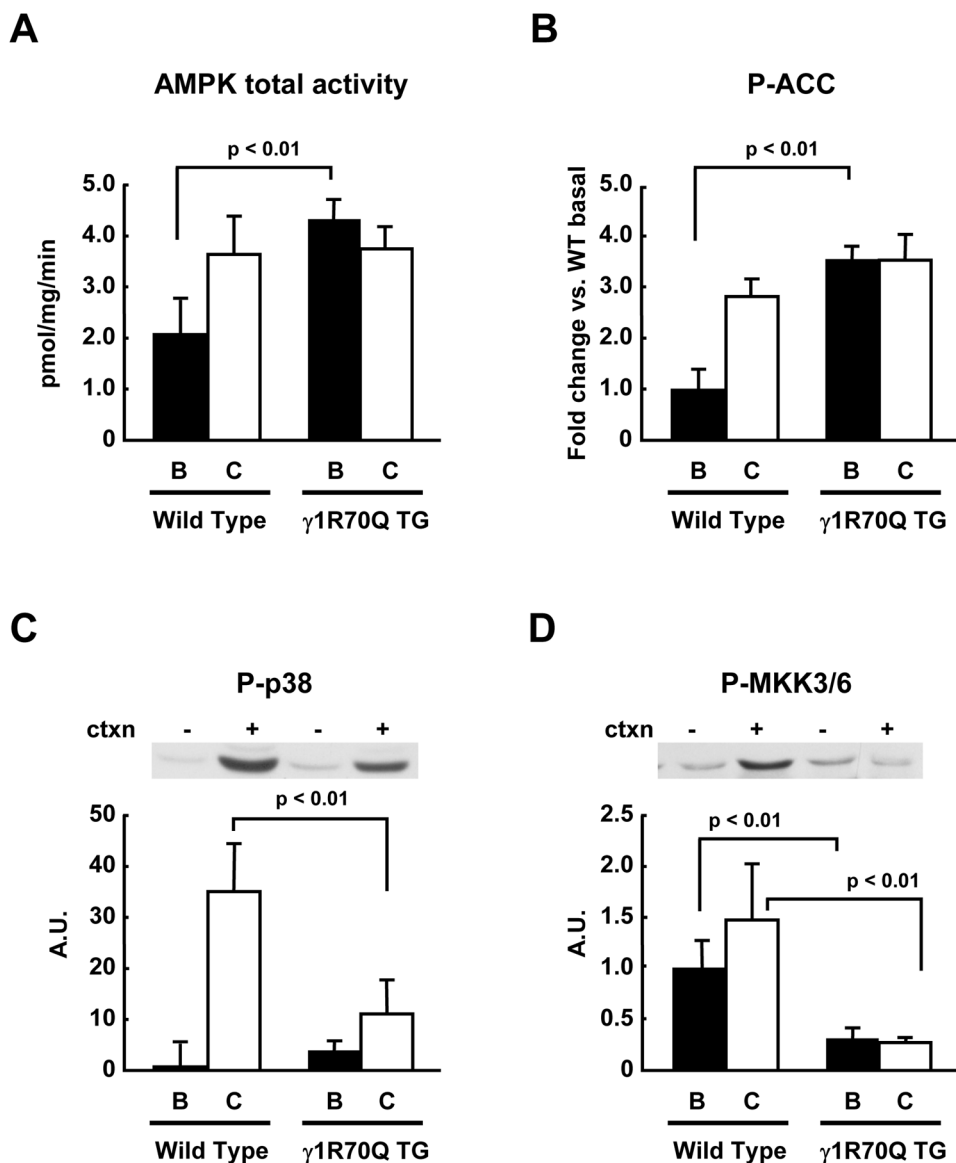 A
AMPK total activity
p < 0.01
pmol/mg/min
5.0
4.0
3.0
2.0
1.0
0
B C B C
Wild Type γ1R70Q TG
B
P-ACC
p < 0.01
Fold change vs. WT basal
5.0
4.0
3.0
2.0
1.0
0
B C B C
Wild Type γ1R70Q TG
C
P-p38
ctxn - + - +
p < 0.01
A.U.
50
40
30
20
10
0
B C B C
Wild Type γ1R70Q TG
D
P-MKK3/6
ctxn - + - +
p < 0.01
p < 0.01
A.U.
2.5
2.0
1.5
1.0
0.5
0
B C B C
Wild Type γ1R70Q TG